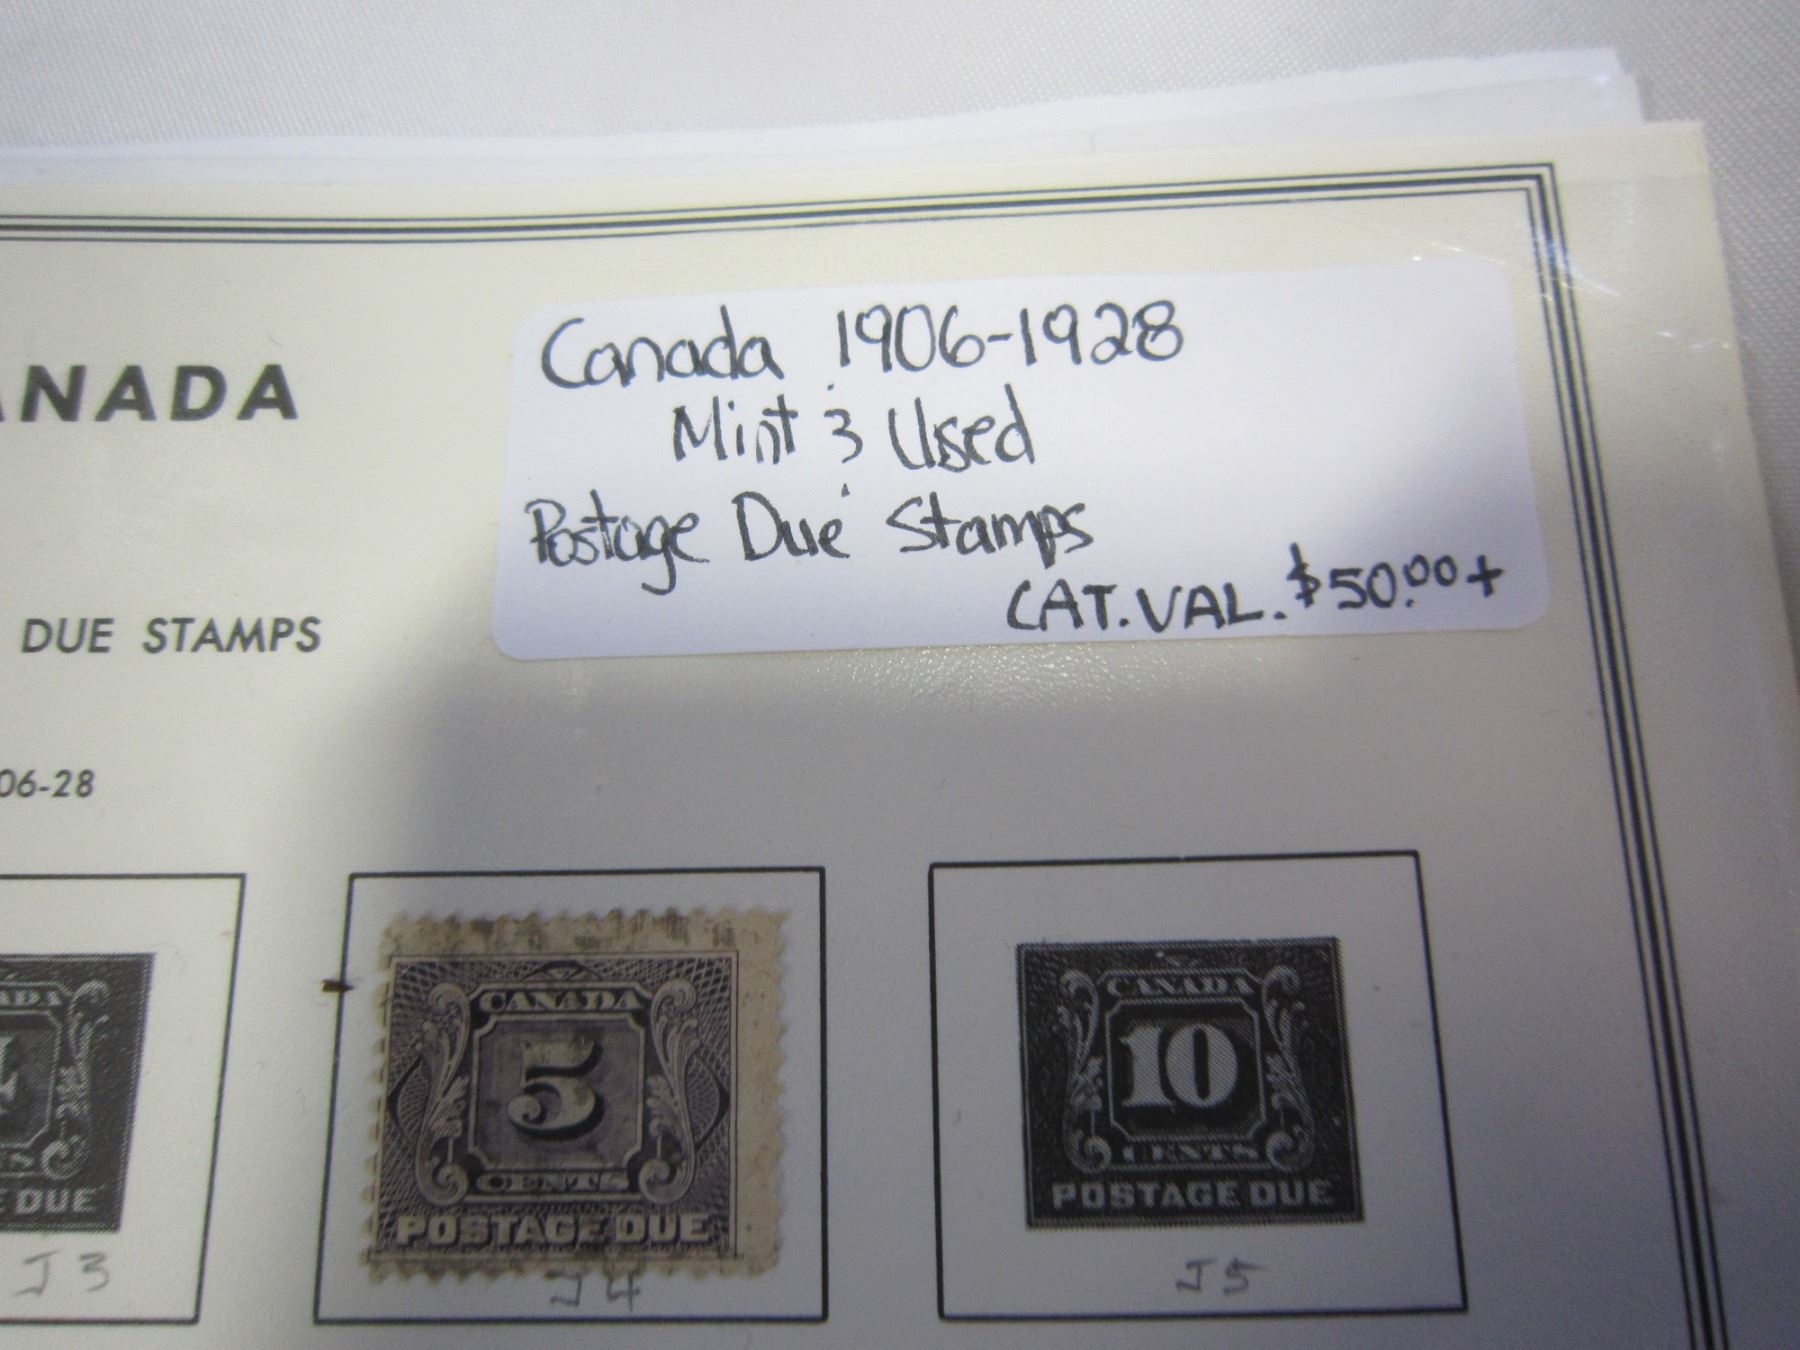 Canada 1906-1928
Mint & Used
Postage Due Stamps
CAT. VAL. $50.00+
ANADA
DUE STAMPS
06-28
E DUE
J3
CANADA
5
CENTS
POSTAGE DUE
J4
CANADA
10
CENTS
POSTAGE DUE
J5